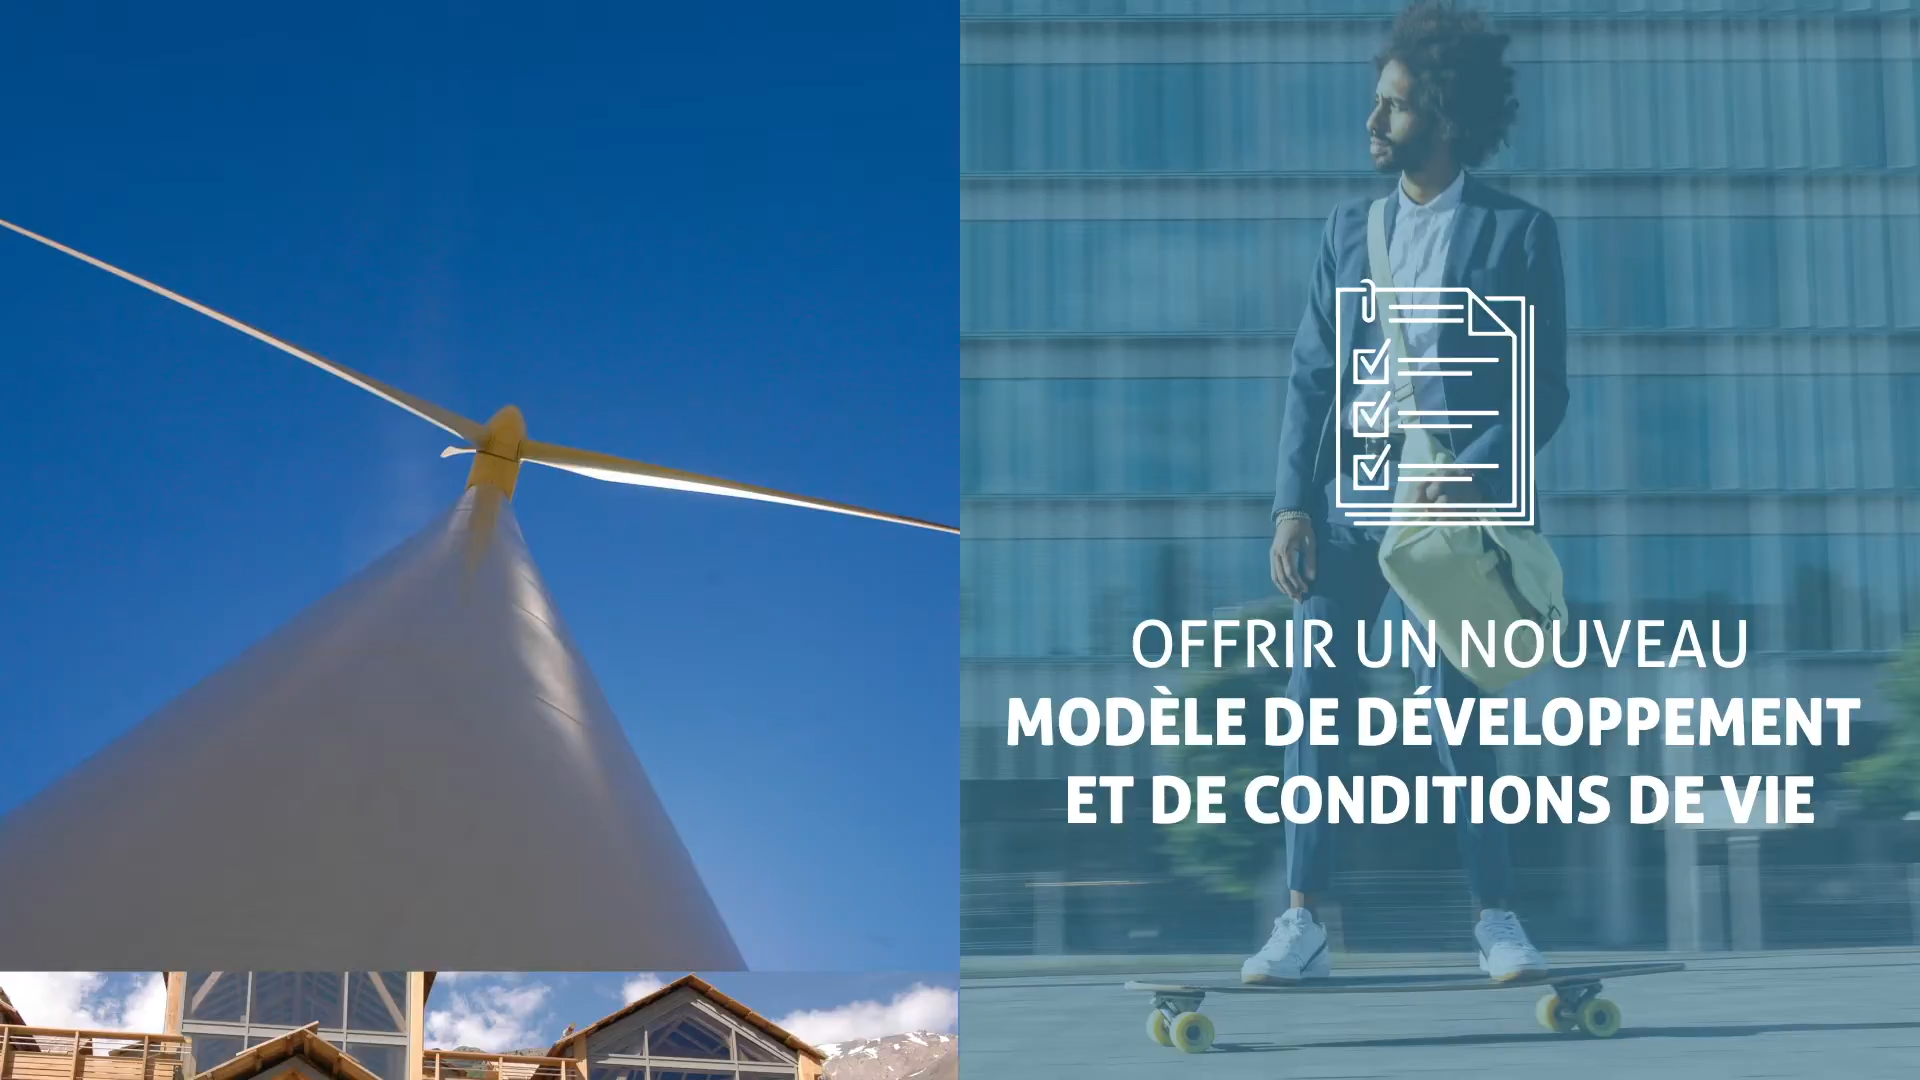 OFFRIR UN NOUVEAU
MODÈLE DE DÉVELOPPEMENT
ET DE CONDITIONS DE VIE